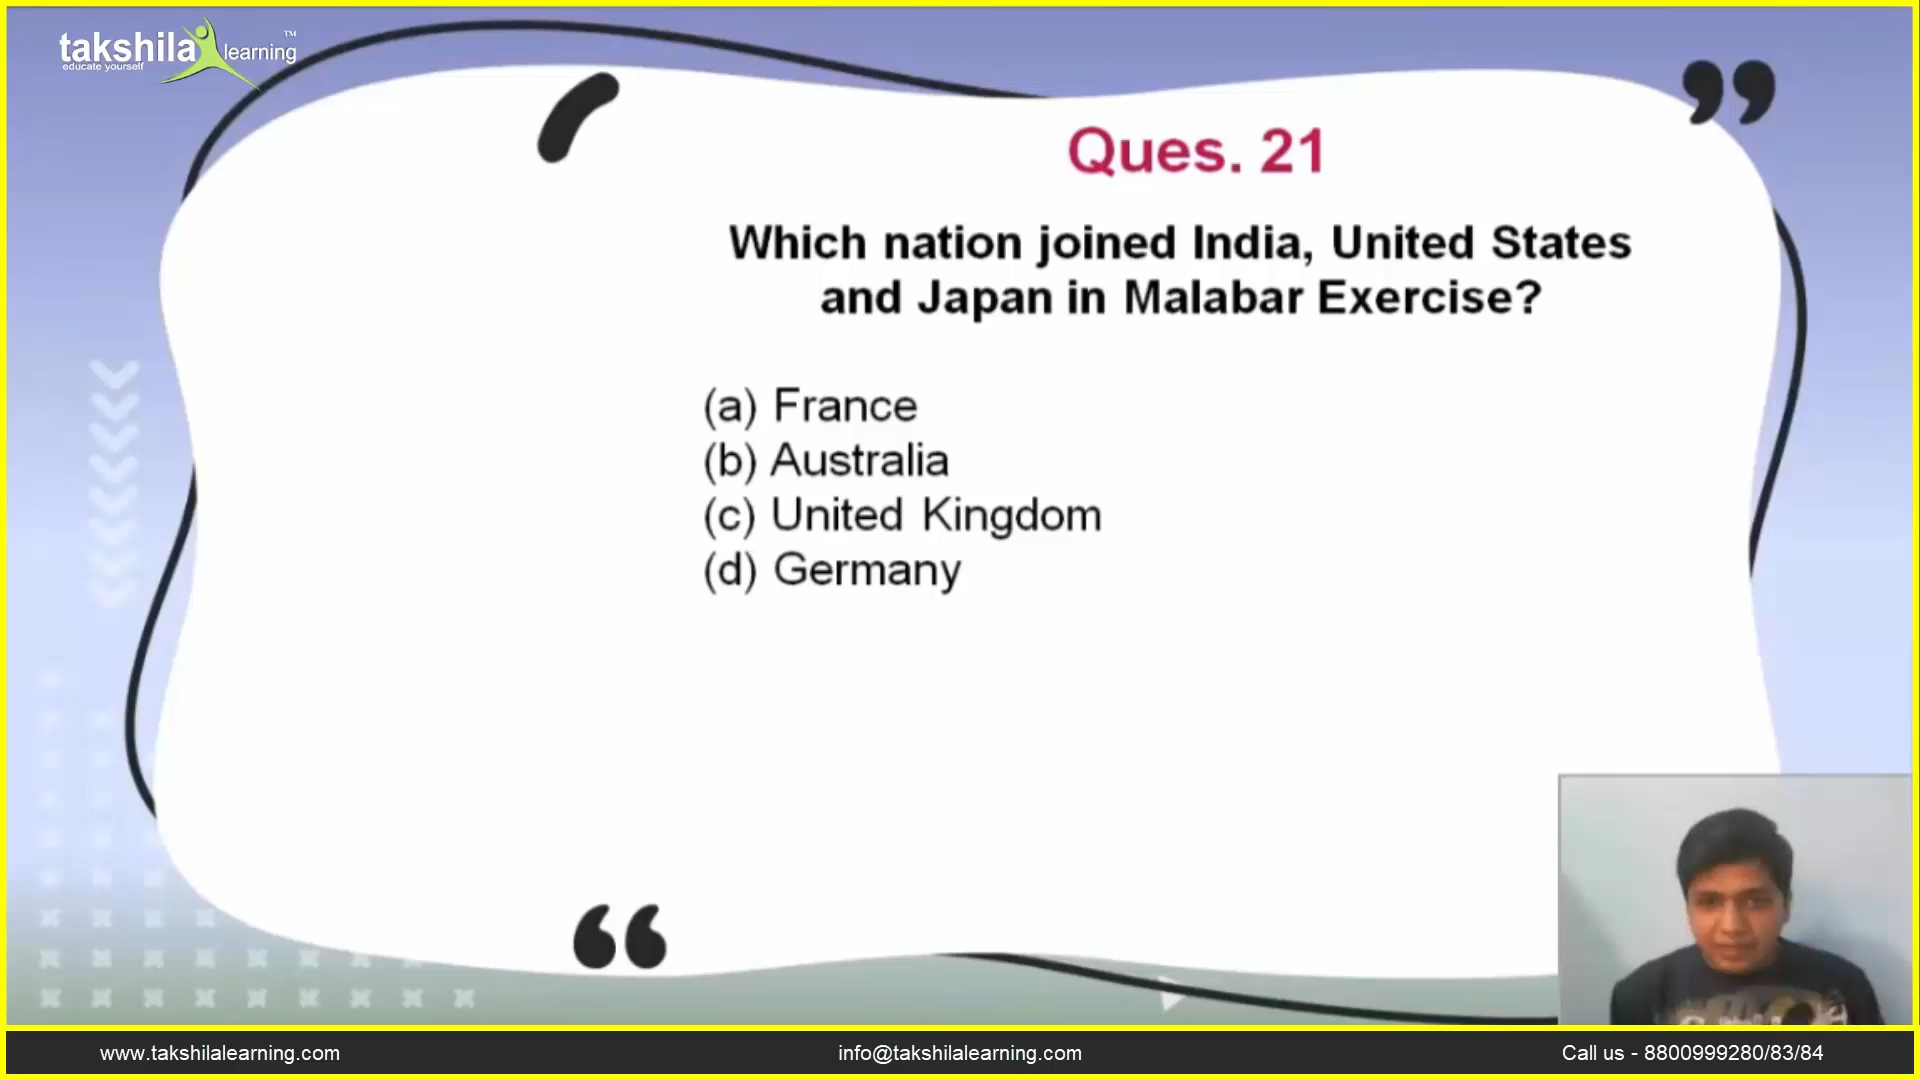 takshila learning ™
educate yourself
Ques. 21
Which nation joined India, United States
and Japan in Malabar Exercise?
(a) France
(b) Australia
(c) United Kingdom
(d) Germany
www.takshilalearning.com
info@takshilalearning.com
Call us - 8800999280/83/84